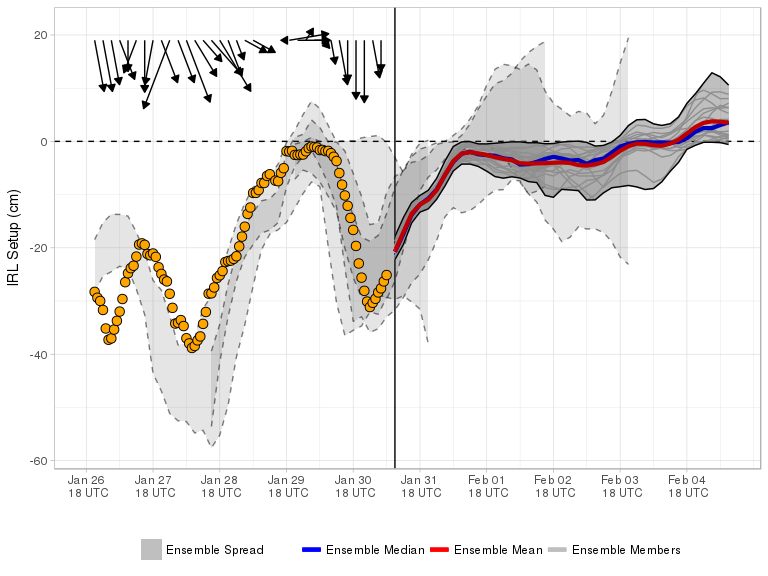 20
0
-20
-40
-60
IRL Setup (cm)
Jan 26 Jan 27 Jan 28 Jan 29 Jan 30 Jan 31 Feb 01 Feb 02 Feb 03 Feb 04
18 UTC 18 UTC 18 UTC 18 UTC 18 UTC 18 UTC 18 UTC 18 UTC 18 UTC 18 UTC
Ensemble Spread Ensemble Median Ensemble Mean Ensemble Members